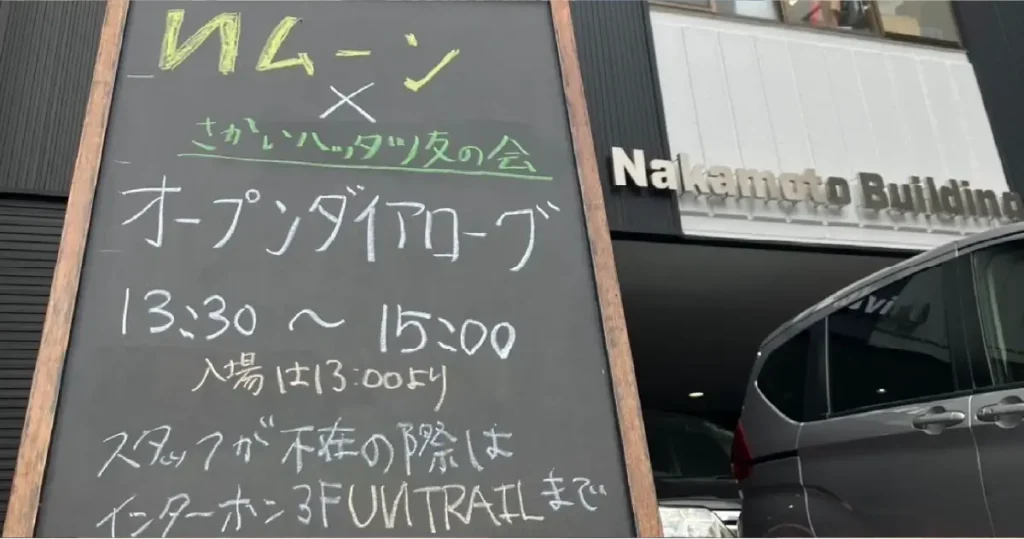 けムーン
×
さかいハッタツ友の会
オープンダイアローグ
13:30 ～ 15:00
入場は13:00より
スタッフが不在の際は
インターホン3FUNTRAILまで
Nakamoto Building